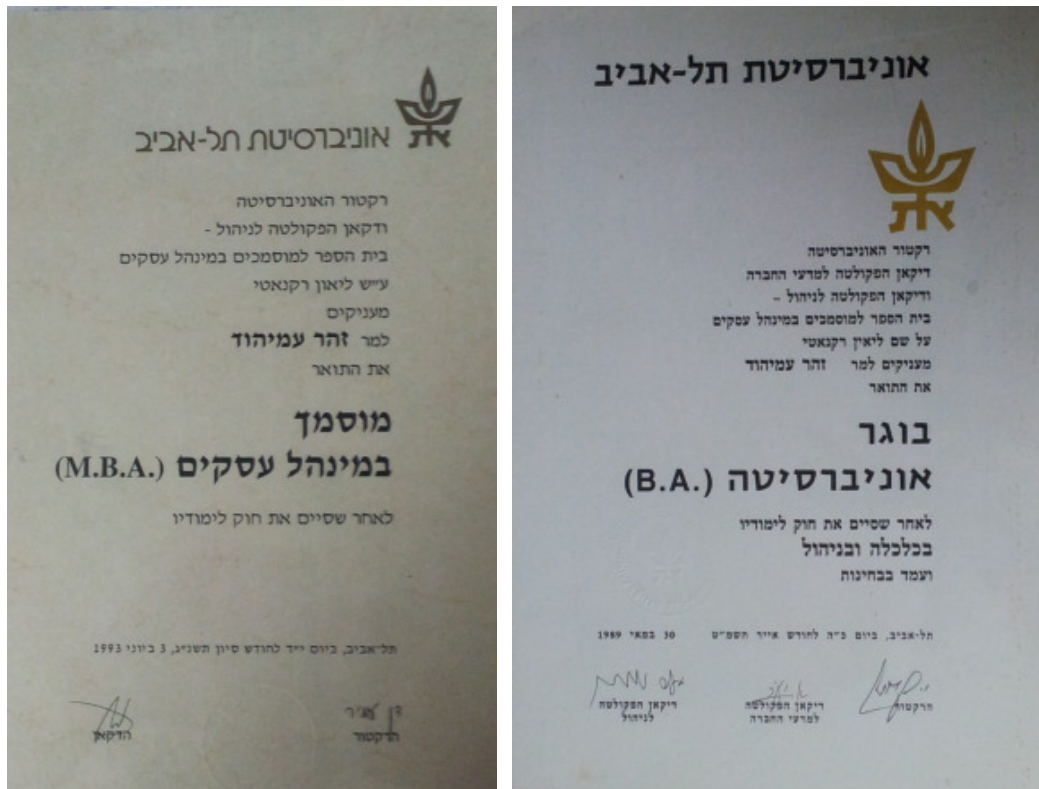 אוניברסיטת תל-אביב
רקטור האוניברסיטה
ודקאן הפקולטה לניהול -
בית הספר למוסמכים במינהל עסקים
ע״ש ליאון רקנאטי
מעניקים
למר זהר עמיהוד
את התואר
מוסמך
במינהל עסקים (M.B.A.)
לאחר שסיים את חוק לימודיו
תל-אביב, ביום י״ד לחודש סיון תשנ״ג, 3 ביוני 1993
הדקאן הרקטור
אוניברסיטת תל-אביב
את
רקטור האוניברסיטה
דיקאן הפקולטה למדעי החברה
ודיקאן הפקולטה לניהול –
בית הספר למוסמכים במינהל עסקים
על שם ליאון רקנאטי
מעניקים למר זהר עמיהוד
את התואר
בוגר
אוניברסיטה (B.A.)
לאחר שסיים את חוק לימודיו
בכלכלה ובניהול
ועמד בבחינות
תל-אביב, ביום כ״ה לחודש אייר תשמ״ט 30 במאי 1989
הרקטור דיקאן הפקולטה דיקאן הפקולטה
למדעי החברה לניהול